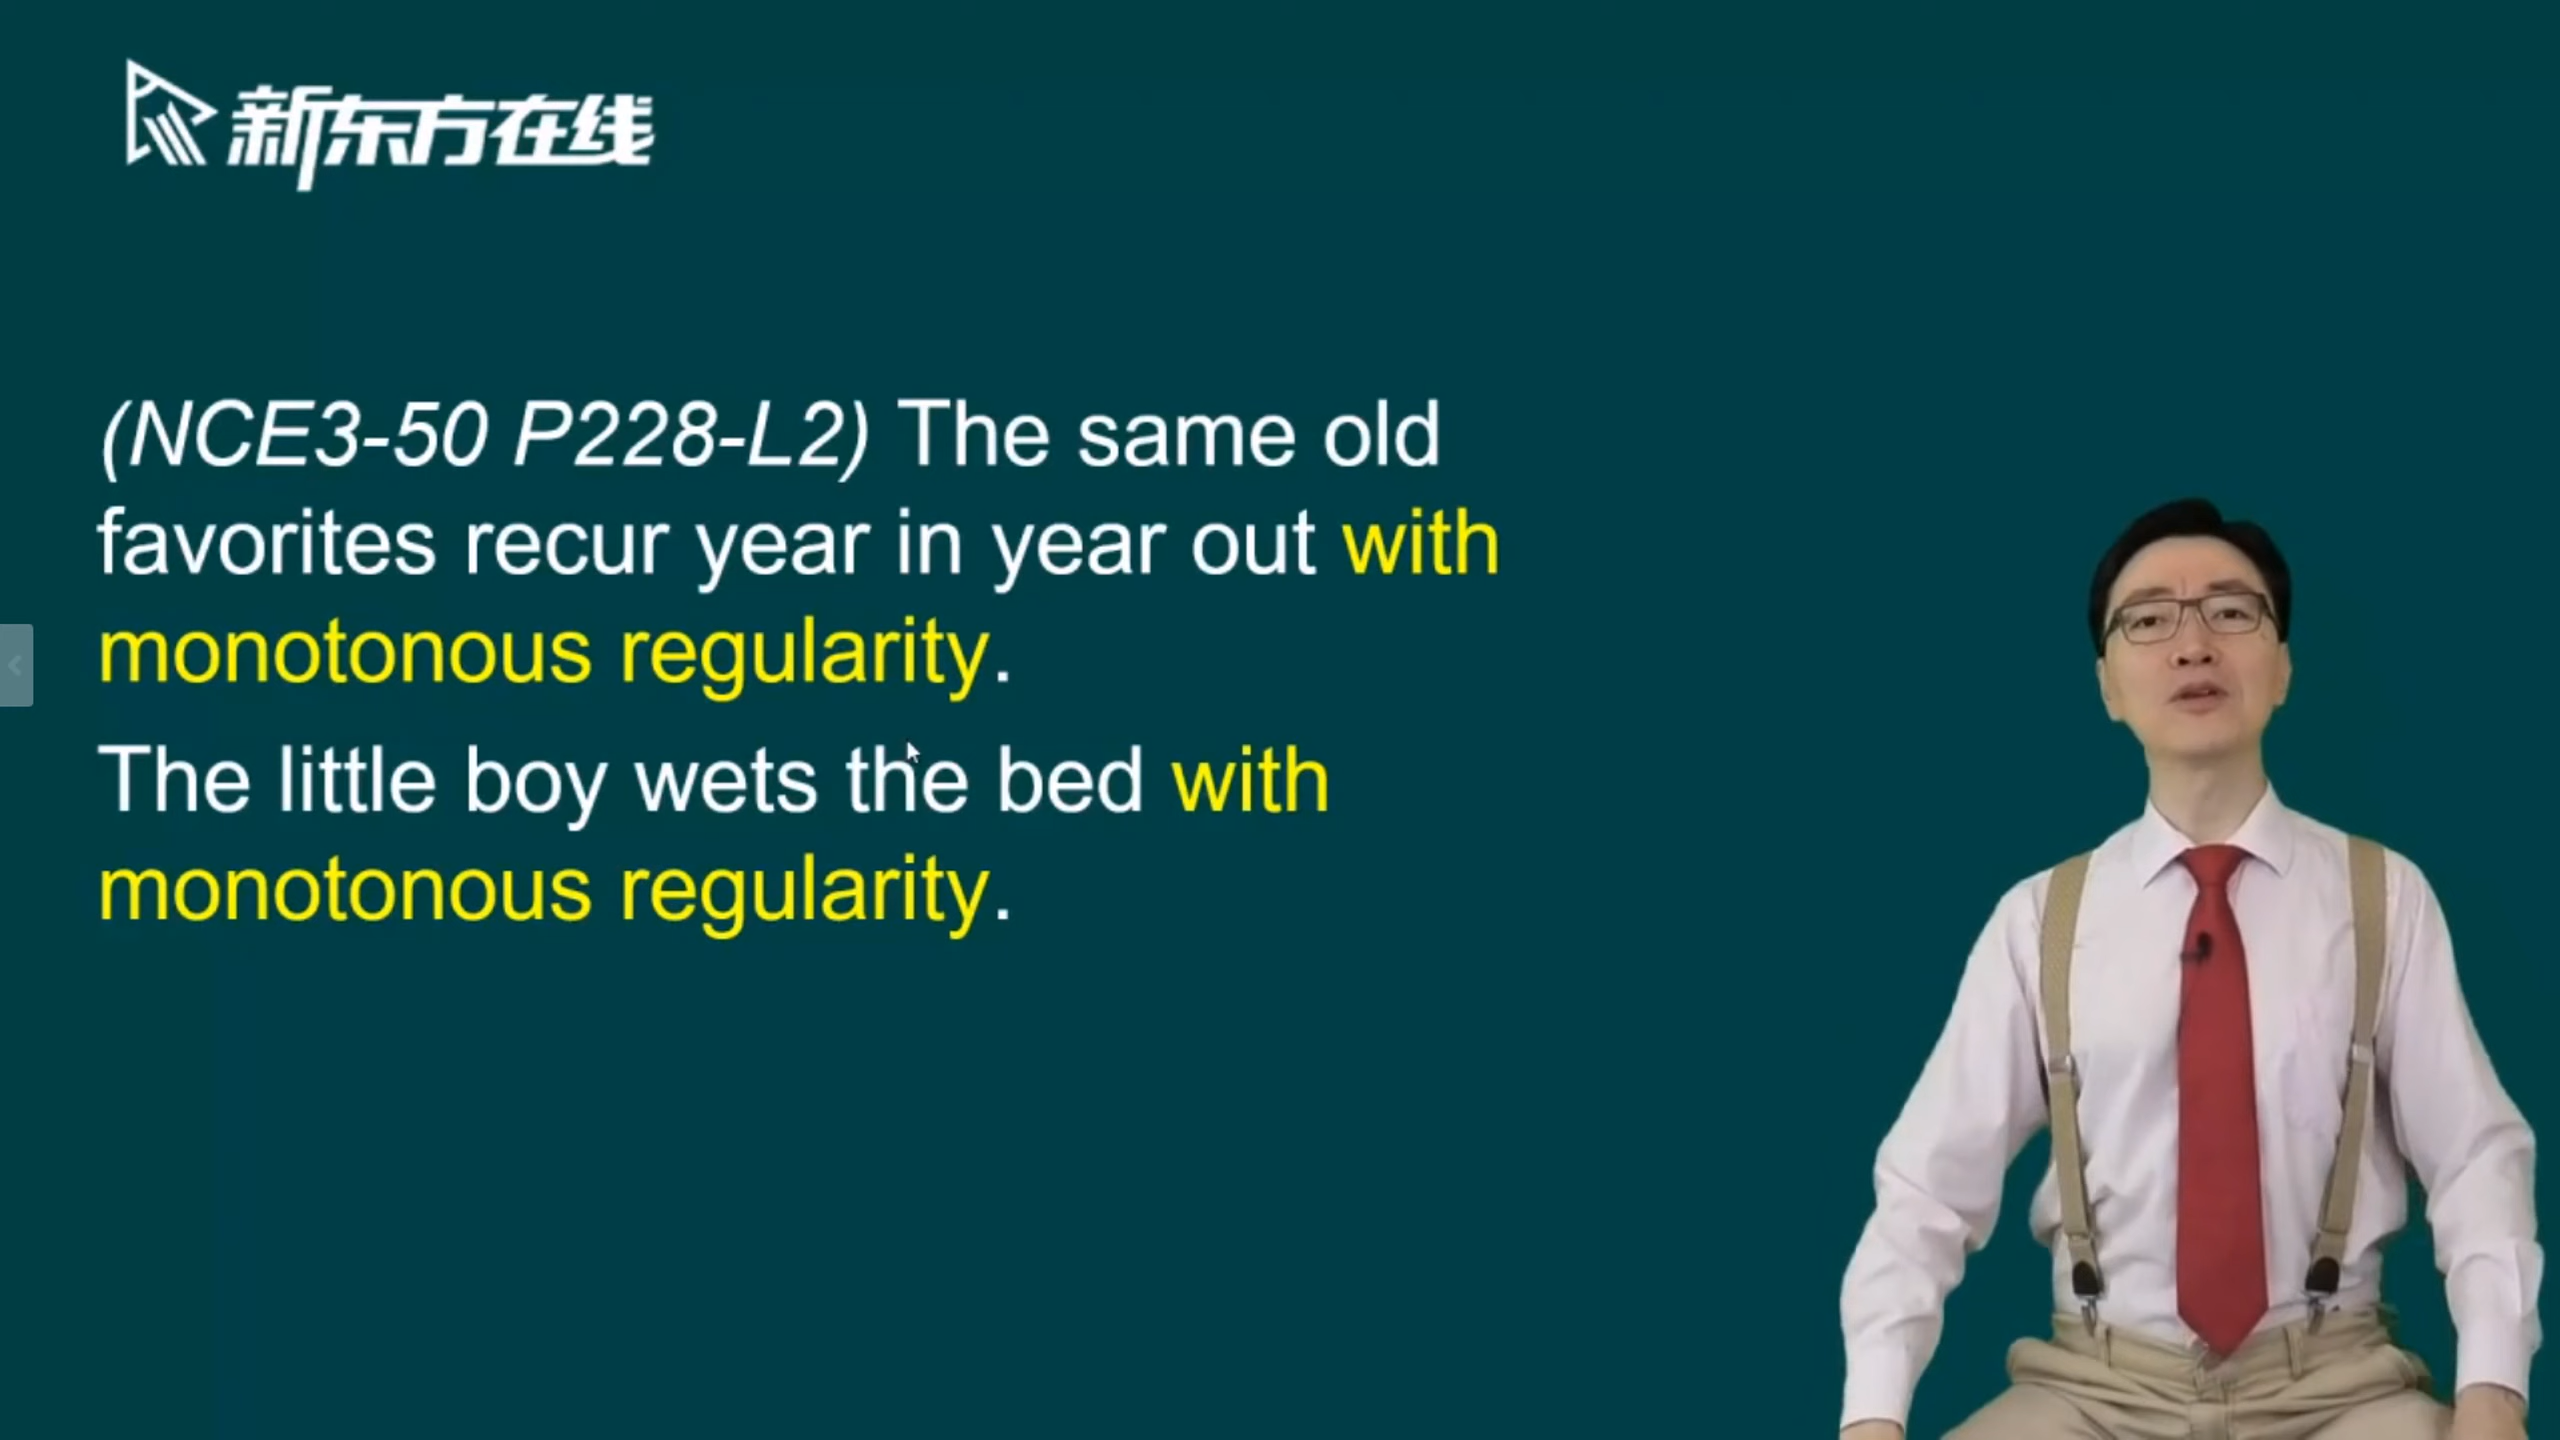 新东方在线
(NCE3-50 P228-L2) The same old
favorites recur year in year out with
monotonous regularity.
The little boy wets the bed with
monotonous regularity.